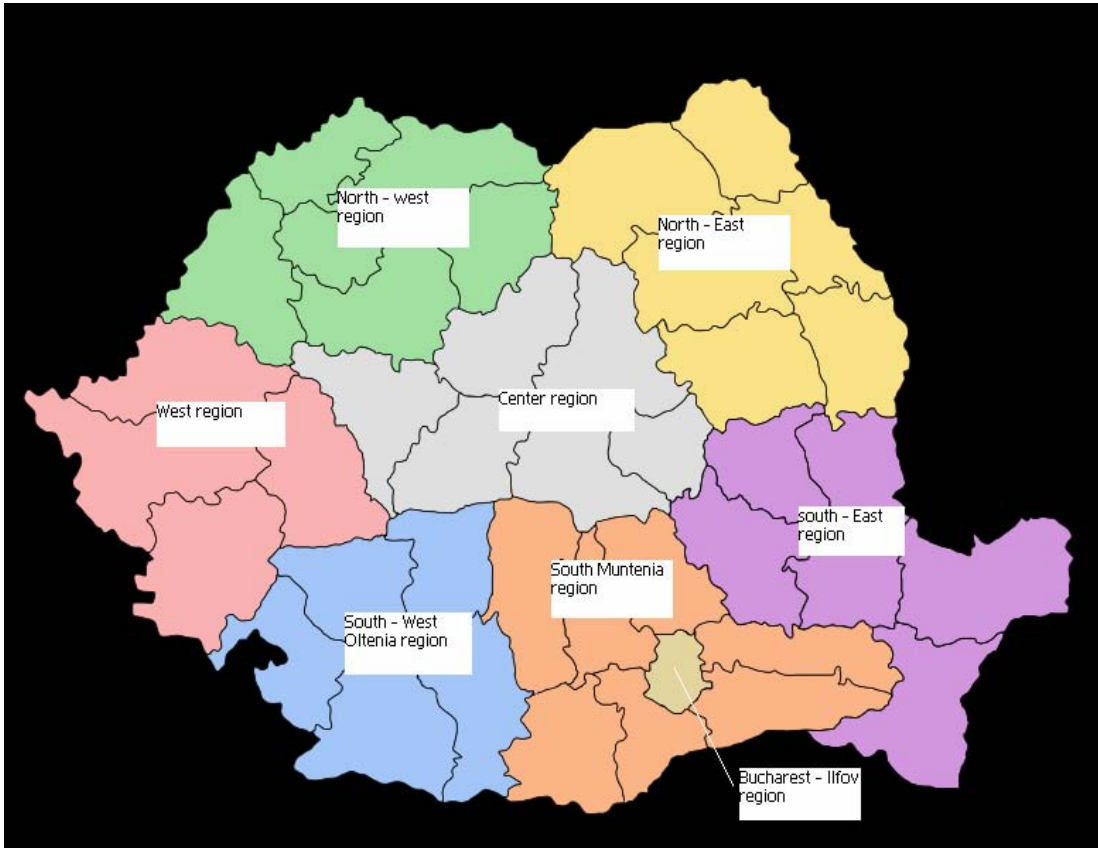 North - west
region
North - East
region
West region
Center region
south - East
region
South Muntenia
region
South - West
Oltenia region
Bucharest - Ilfov
region